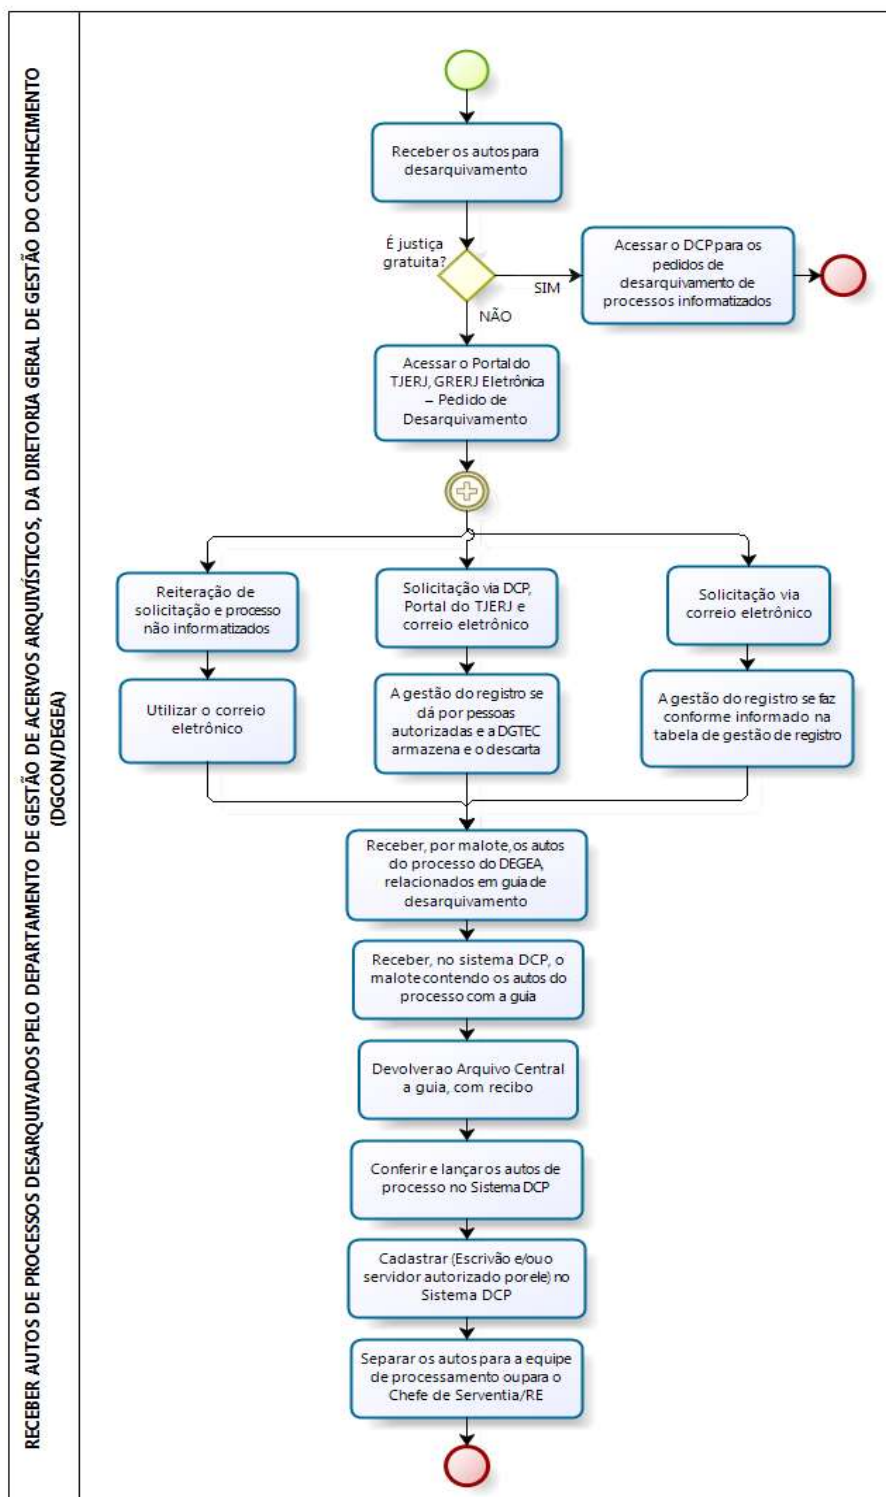 RECEBER AUTOS DE PROCESSOS DESARQUIVADOS PELO DEPARTAMENTO DE GESTÃO DE ACERVOS ARQUIVÍSTICOS, DA DIRETORIA GERAL DE GESTÃO DO CONHECIMENTO
(DGCON/DEGEA)
Receber os autos para
desarquivamento
É justiça
gratuita?
SIM
Acessar o DCP para os
pedidos de
desarquivamento de
processos informatizados
NÃO
Acessar o Portal do
TJERJ, GRERJ Eletrônica
– Pedido de
Desarquivamento
Reiteração de
solicitação e processo
não informatizados
Solicitação via DCP,
Portal do TJERJ e
correio eletrônico
Solicitação via
correio eletrônico
Utilizar o correio
eletrônico
A gestão do registro se
dá por pessoas
autorizadas e a DGTEC
armazena e o descarta
A gestão do registro se faz
conforme informado na
tabela de gestão de registro
Receber, por malote, os autos
do processo do DEGEA,
relacionados em guia de
desarquivamento
Receber, no sistema DCP, o
malote contendo os autos do
processo com a guia
Devolver ao Arquivo Central
a guia, com recibo
Conferir e lançar os autos de
processo no Sistema DCP
Cadastrar (Escrivão e/ou o
servidor autorizado por ele) no
Sistema DCP
Separar os autos para a equipe
de processamento ou para o
Chefe de Serventia/RE